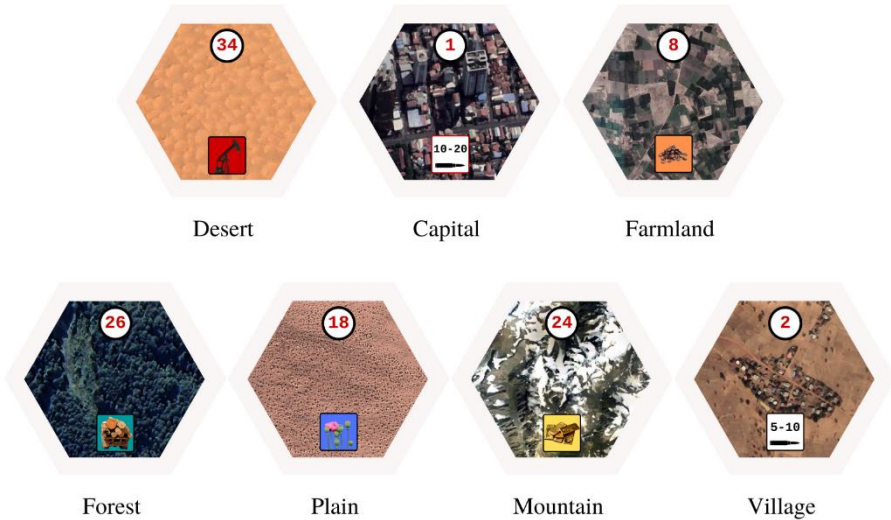 34
1
8
10-20
Desert
Capital
Farmland
26
18
24
2
5-10
Forest
Plain
Mountain
Village